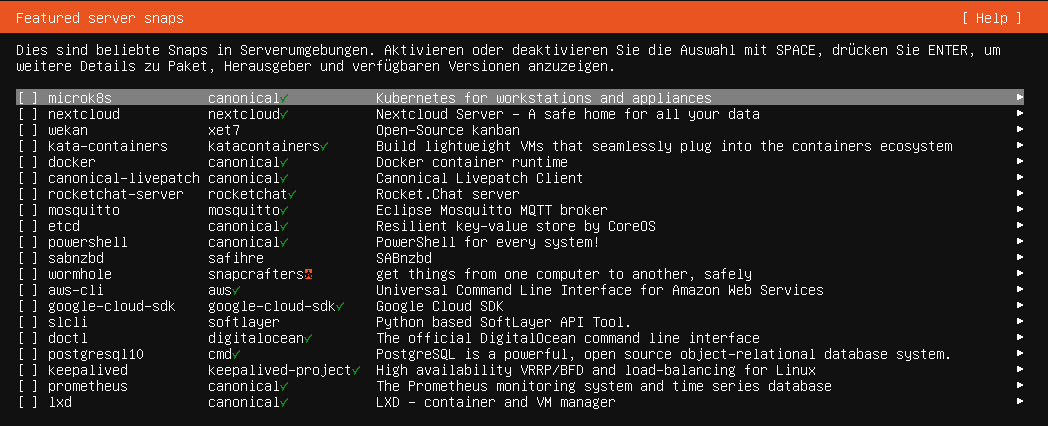 Featured server snaps [ Help ]
Dies sind beliebte Snaps in Serverumgebungen. Aktivieren oder deaktivieren Sie die Auswahl mit SPACE, drücken Sie ENTER, um
weitere Details zu Paket, Herausgeber und verfügbaren Versionen anzuzeigen.
[ ] microk8s canonical✓ Kubernetes for workstations and appliances ▸
[ ] nextcloud nextcloud✓ Nextcloud Server - A safe home for all your data ▸
[ ] wekan xet7 Open-Source kanban ▸
[ ] kata-containers katacontainers✓ Build lightweight VMs that seamlessly plug into the containers ecosystem ▸
[ ] docker canonical✓ Docker container runtime ▸
[ ] canonical-livepatch canonical✓ Canonical Livepatch Client ▸
[ ] rocketchat-server rocketchat✓ Rocket.Chat server ▸
[ ] mosquitto mosquitto✓ Eclipse Mosquitto MQTT broker ▸
[ ] etcd canonical✓ Resilient key-value store by CoreOS ▸
[ ] powershell canonical✓ PowerShell for every system! ▸
[ ] sabnzbd safihre SABnzbd ▸
[ ] wormhole snapcrafters get things from one computer to another, safely ▸
[ ] aws-cli aws✓ Universal Command Line Interface for Amazon Web Services ▸
[ ] google-cloud-sdk google-cloud-sdk✓ Google Cloud SDK ▸
[ ] slcli softlayer Python based SoftLayer API Tool. ▸
[ ] doctl digitalocean✓ The official DigitalOcean command line interface ▸
[ ] postgresql10 cmd✓ PostgreSQL is a powerful, open source object-relational database system. ▸
[ ] keepalived keepalived-project✓ High availability VRRP/BFD and load-balancing for Linux ▸
[ ] prometheus canonical✓ The Prometheus monitoring system and time series database ▸
[ ] lxd canonical✓ LXD - container and VM manager ▸